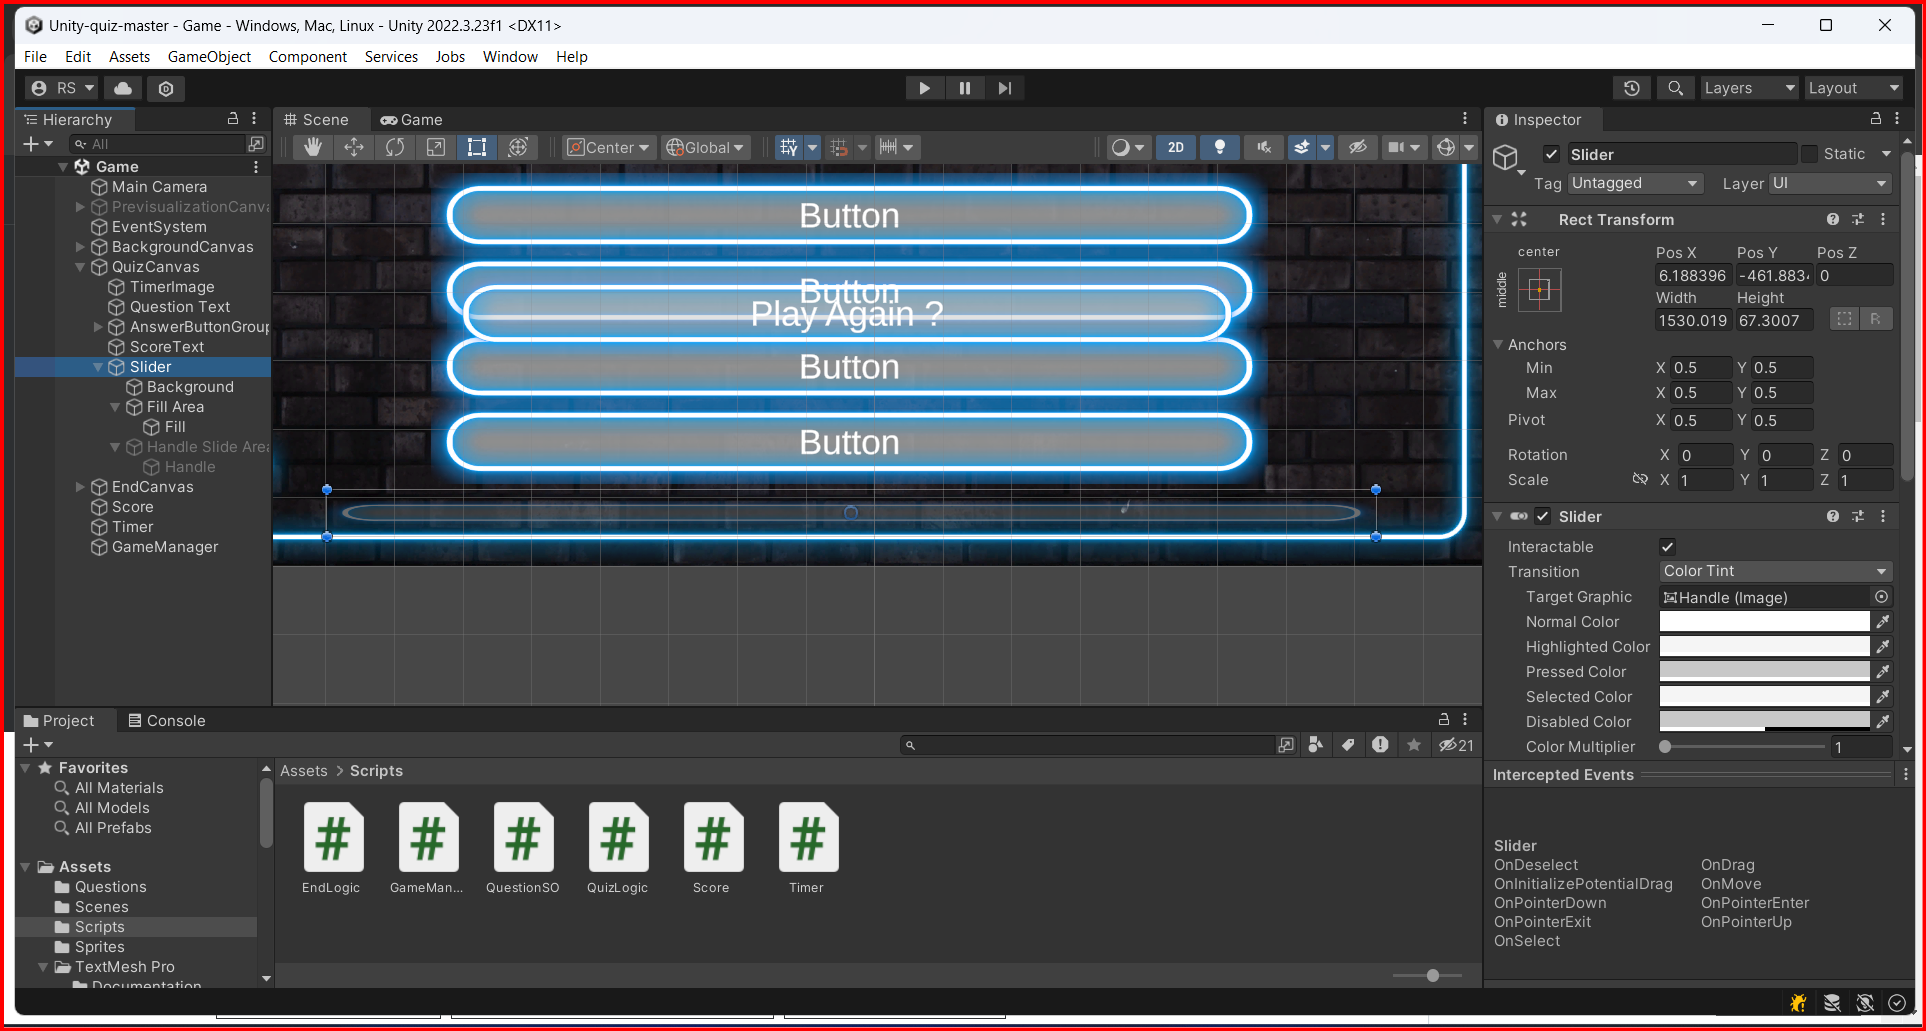 Unity-quiz-master - Game - Windows, Mac, Linux - Unity 2022.3.23f1 <DX11>
File Edit Assets GameObject Component Services Jobs Window Help
RS
Layers
Layout
Hierarchy
All
Game
Main Camera
PrevisualizationCanva
EventSystem
BackgroundCanvas
QuizCanvas
TimerImage
Question Text
AnswerButtonGroup
ScoreText
Slider
Background
Fill Area
Fill
Handle Slide Area
Handle
EndCanvas
Score
Timer
GameManager
Scene
Game
Center
Global
2D
Button
Button
Play Again ?
Button
Button
Inspector
Slider
Static
Tag Untagged
Layer UI
Rect Transform
center
middle
Pos X Pos Y Pos Z
6.188396 -461.883 0
Width Height
1530.019 67.3007
R
Anchors
Min X 0.5 Y 0.5
Max X 0.5 Y 0.5
Pivot X 0.5 Y 0.5
Rotation X 0 Y 0 Z 0
Scale X 1 Y 1 Z 1
Slider
Interactable
Transition Color Tint
Target Graphic Handle (Image)
Normal Color
Highlighted Color
Pressed Color
Selected Color
Disabled Color
Color Multiplier 1
Intercepted Events
Slider
OnDeselect OnDrag
OnInitializePotentialDrag OnMove
OnPointerDown OnPointerEnter
OnPointerExit OnPointerUp
OnSelect
Project
Console
21
Favorites
All Materials
All Models
All Prefabs
Assets
Questions
Scenes
Scripts
Sprites
TextMesh Pro
Documentation
Assets > Scripts
EndLogic GameMan... QuestionSO QuizLogic Score Timer